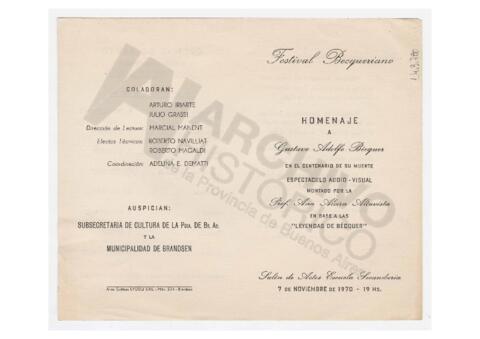 COLABORAN:
ARTURO IRIARTE
JULIO GRASSI
Dirección de Lectura: MARCIAL MANENT
Efectos Técnicos: ROBERTO NAVILLIAT
ROBERTO MAGALDI
Coordinación: ADELINA E. DEMATTI
AUSPICIAN:
SUBSECRETARIA DE CULTURA DE LA PCIA. DE BS. AS.
Y LA
MUNICIPALIDAD DE BRANDSEN
Festival Becqueriano
HOMENAJE
A
Gustavo Adolfo Bécquer
EN EL CENTENARIO DE SU MUERTE
ESPECTACULO AUDIO - VISUAL
MONTADO POR LA
Prof. Ana
EN BASE A LAS
"LEYENDAS DE BECQUER"
Salón de Actos Escuela Secundaria
7 DE NOVIEMBRE DE 1970 - 19 HS.
ARCHIVO
HISTÓRICO
de la Provincia de Buenos Aires